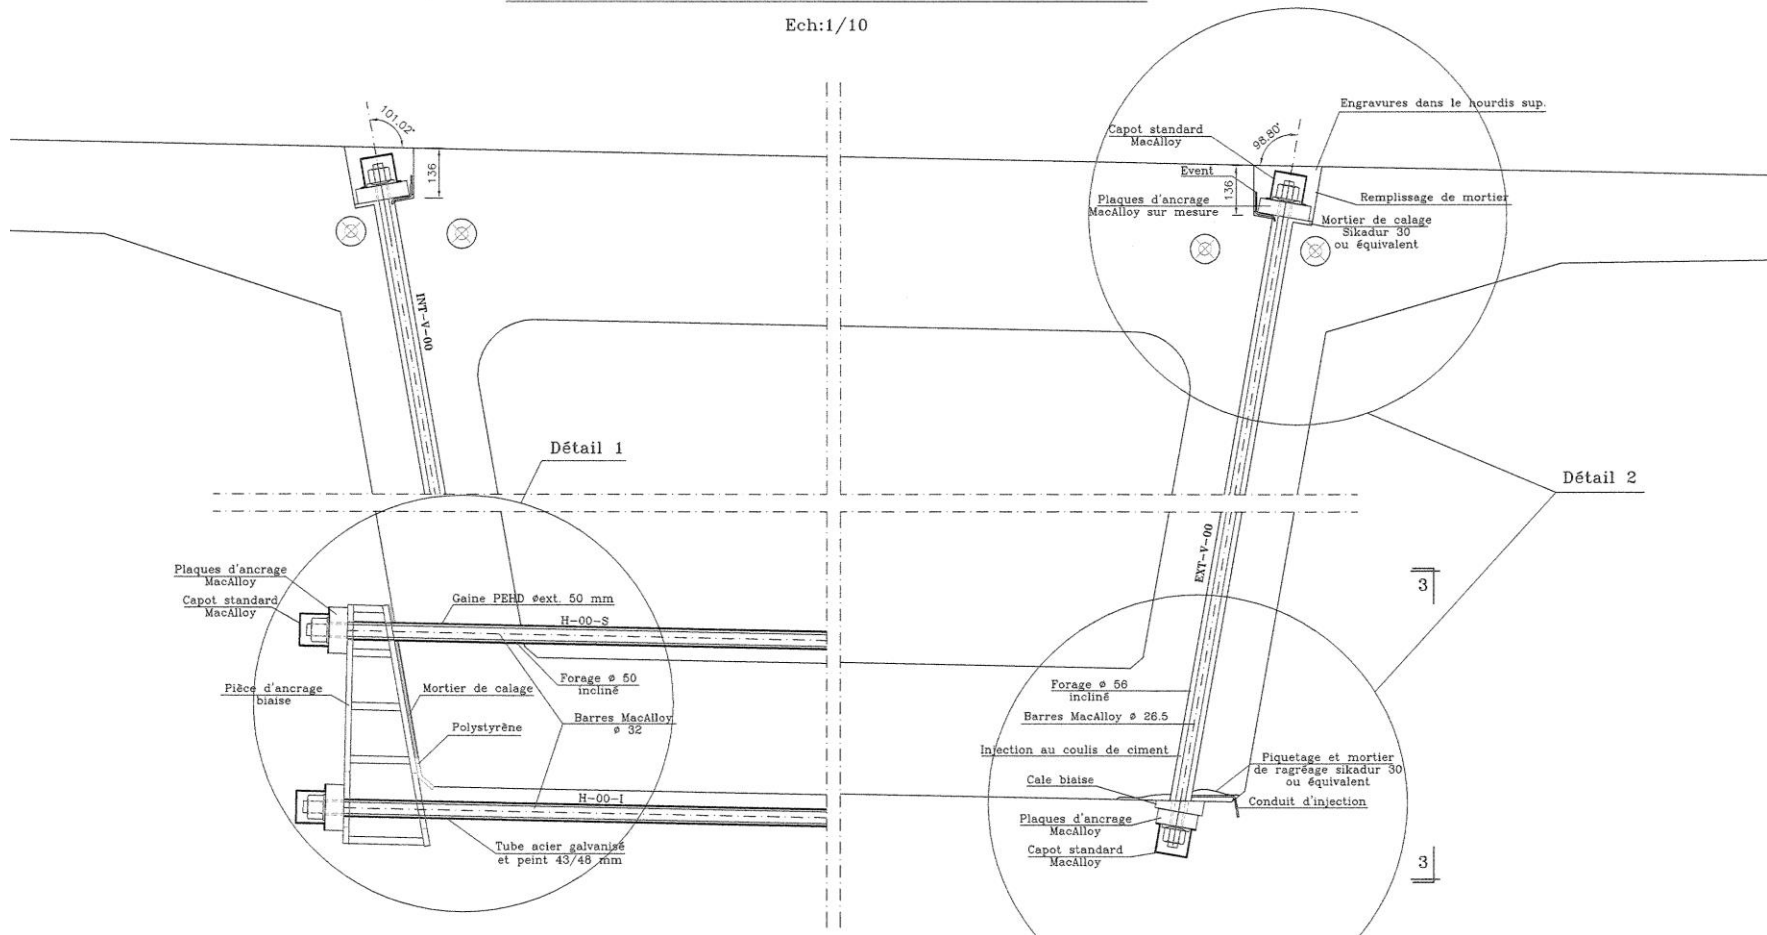 Ech:1/10
101.02°
136
INT-V-00
Détail 1
98.80°
136
Engravures dans le hourdis sup.
Capot standard
MacAlloy
Event
Plaques d'ancrage
MacAlloy sur mesure
Remplissage de mortier
Mortier de calage
Sikadur 30
ou équivalent
Détail 2
Plaques d'ancrage
MacAlloy
Capot standard
MacAlloy
Gaine PEHD øext. 50 mm
H-00-S
Pièce d'ancrage
biaise
Mortier de calage
Forage ø 50
incliné
Polystyrène
Barres MacAlloy
ø 32
H-00-I
Tube acier galvanisé
et peint 43/48 mm
EXT-V-00
3
Forage ø 56
incliné
Barres MacAlloy ø 26.5
Injection au coulis de ciment
Cale biaise
Piquetage et mortier
de ragréage sikadur 30
ou équivalent
Conduit d'injection
Plaques d'ancrage
MacAlloy
Capot standard
MacAlloy
3